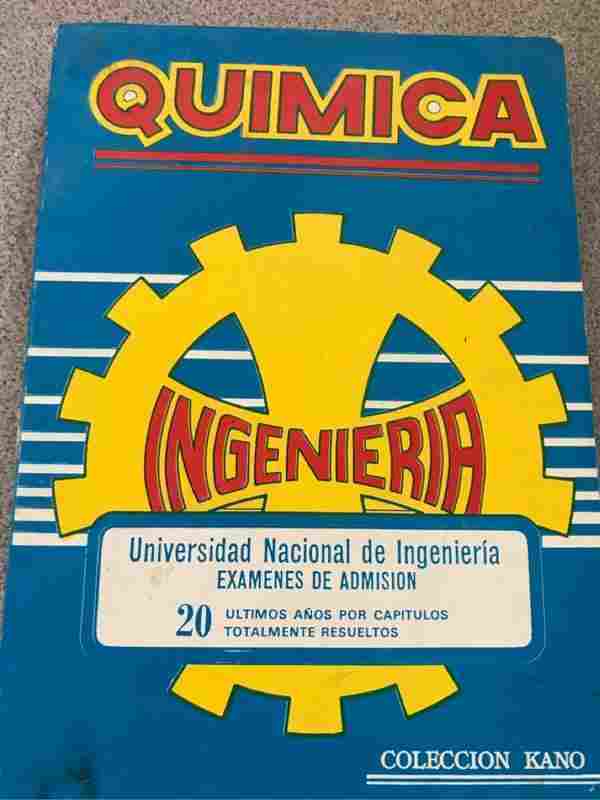 QUIMICA
INGENIERIA
Universidad Nacional de Ingeniería
EXAMENES DE ADMISION
20 ULTIMOS AÑOS POR CAPITULOS
TOTALMENTE RESUELTOS
COLECCION KANO